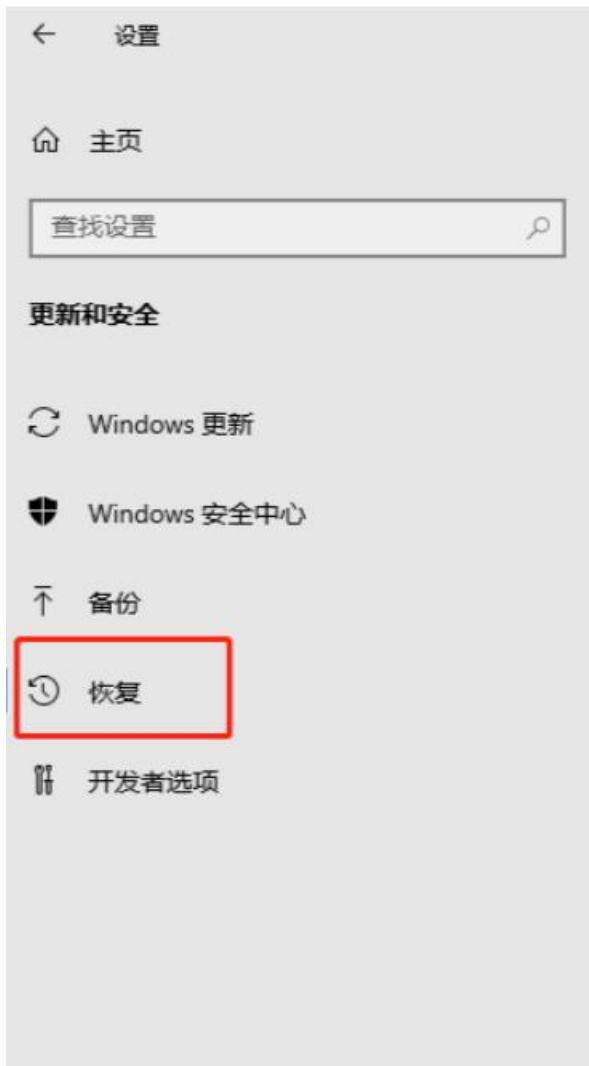 设置
主页
查找设置
更新和安全
Windows 更新
Windows 安全中心
备份
恢复
开发者选项